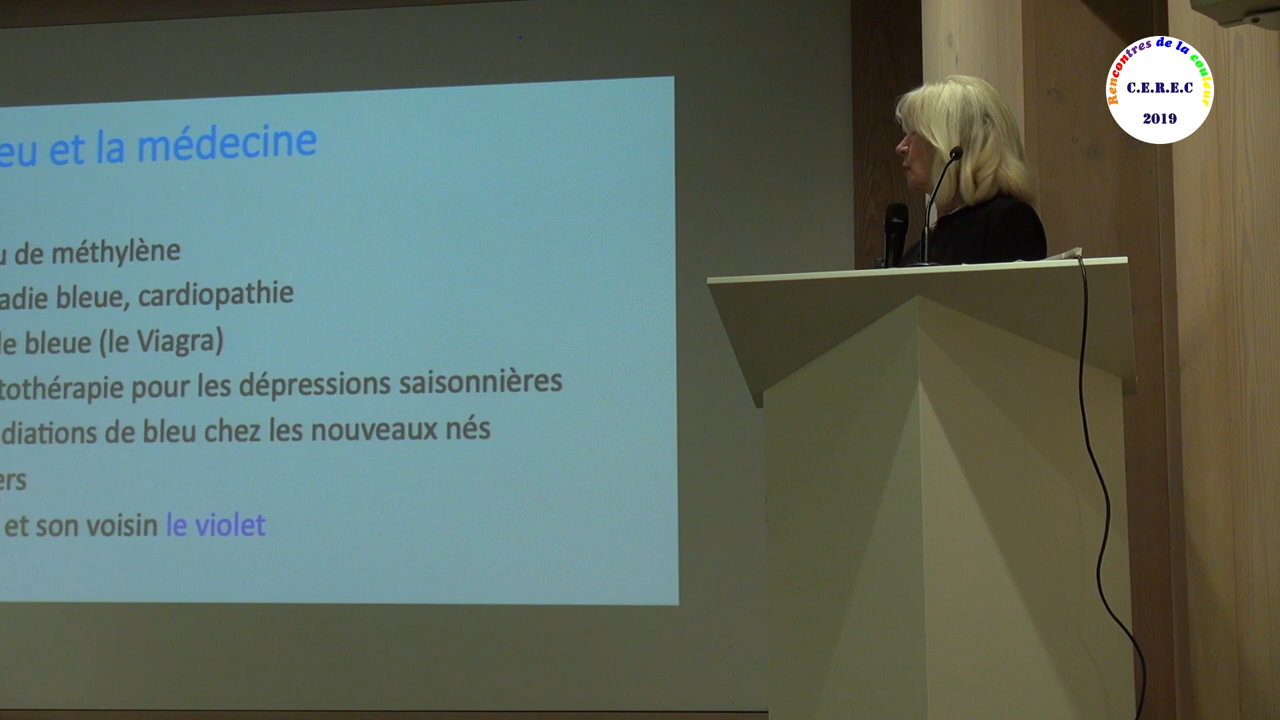 eu et la médecine
u de méthylène
adie bleue, cardiopathie
le bleue (le Viagra)
tothérapie pour les dépressions saisonnières
diations de bleu chez les nouveaux nés
ers
et son voisin le violet
Rencontres de la couleur
C.E.R.E.C
2019